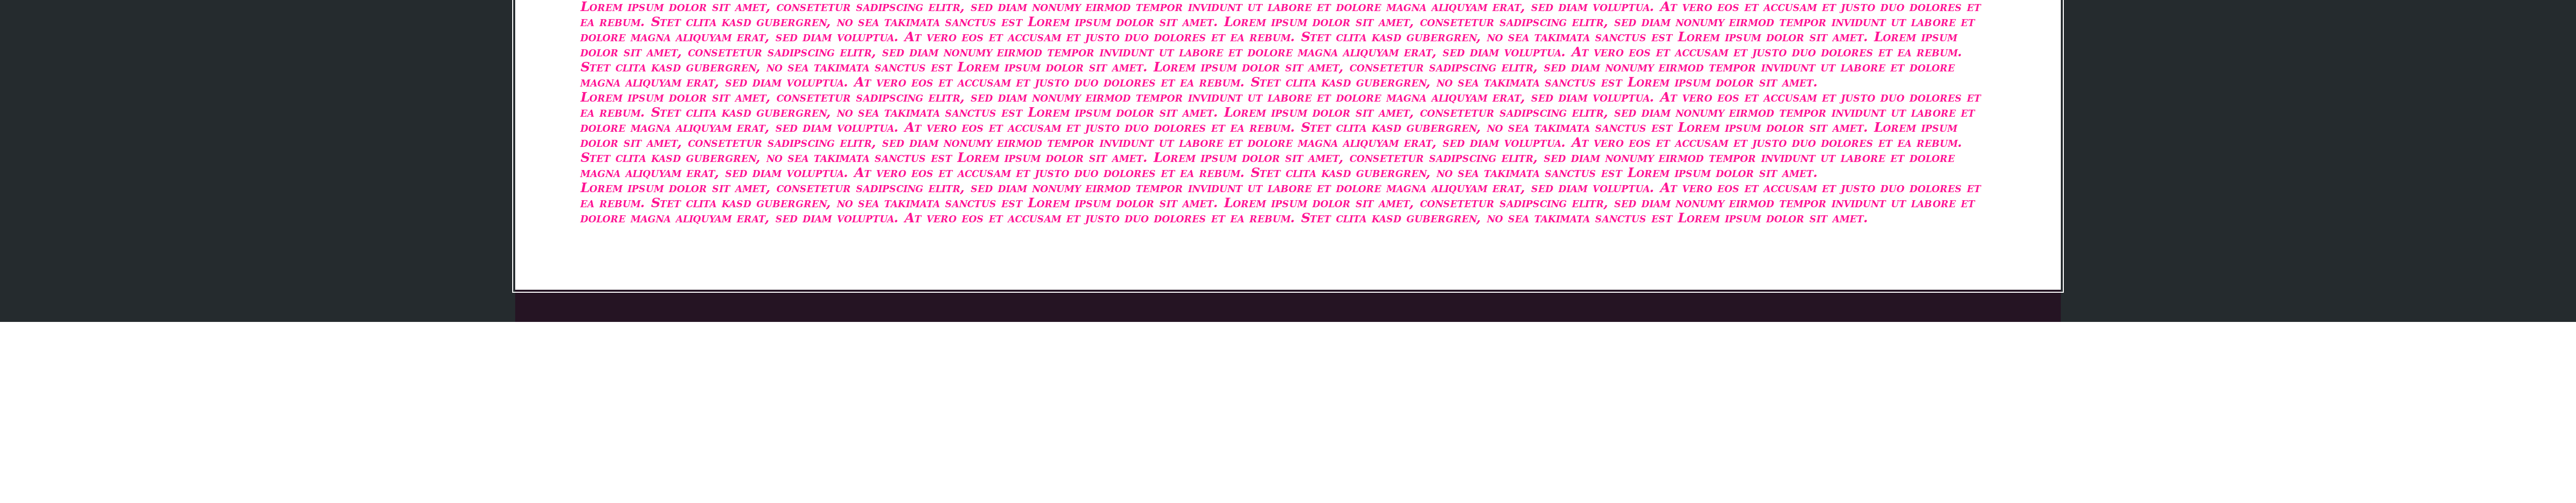 Lorem ipsum dolor sit amet, consetetur sadipscing elitr, sed diam nonumy eirmod tempor invidunt ut labore et dolore magna aliquyam erat, sed diam voluptua. At vero eos et accusam et justo duo dolores et
ea rebum. Stet clita kasd gubergren, no sea takimata sanctus est Lorem ipsum dolor sit amet. Lorem ipsum dolor sit amet, consetetur sadipscing elitr, sed diam nonumy eirmod tempor invidunt ut labore et
dolore magna aliquyam erat, sed diam voluptua. At vero eos et accusam et justo duo dolores et ea rebum. Stet clita kasd gubergren, no sea takimata sanctus est Lorem ipsum dolor sit amet. Lorem ipsum
dolor sit amet, consetetur sadipscing elitr, sed diam nonumy eirmod tempor invidunt ut labore et dolore magna aliquyam erat, sed diam voluptua. At vero eos et accusam et justo duo dolores et ea rebum.
Stet clita kasd gubergren, no sea takimata sanctus est Lorem ipsum dolor sit amet. Lorem ipsum dolor sit amet, consetetur sadipscing elitr, sed diam nonumy eirmod tempor invidunt ut labore et dolore
magna aliquyam erat, sed diam voluptua. At vero eos et accusam et justo duo dolores et ea rebum. Stet clita kasd gubergren, no sea takimata sanctus est Lorem ipsum dolor sit amet.
Lorem ipsum dolor sit amet, consetetur sadipscing elitr, sed diam nonumy eirmod tempor invidunt ut labore et dolore magna aliquyam erat, sed diam voluptua. At vero eos et accusam et justo duo dolores et
ea rebum. Stet clita kasd gubergren, no sea takimata sanctus est Lorem ipsum dolor sit amet. Lorem ipsum dolor sit amet, consetetur sadipscing elitr, sed diam nonumy eirmod tempor invidunt ut labore et
dolore magna aliquyam erat, sed diam voluptua. At vero eos et accusam et justo duo dolores et ea rebum. Stet clita kasd gubergren, no sea takimata sanctus est Lorem ipsum dolor sit amet. Lorem ipsum
dolor sit amet, consetetur sadipscing elitr, sed diam nonumy eirmod tempor invidunt ut labore et dolore magna aliquyam erat, sed diam voluptua. At vero eos et accusam et justo duo dolores et ea rebum.
Stet clita kasd gubergren, no sea takimata sanctus est Lorem ipsum dolor sit amet. Lorem ipsum dolor sit amet, consetetur sadipscing elitr, sed diam nonumy eirmod tempor invidunt ut labore et dolore
magna aliquyam erat, sed diam voluptua. At vero eos et accusam et justo duo dolores et ea rebum. Stet clita kasd gubergren, no sea takimata sanctus est Lorem ipsum dolor sit amet.
Lorem ipsum dolor sit amet, consetetur sadipscing elitr, sed diam nonumy eirmod tempor invidunt ut labore et dolore magna aliquyam erat, sed diam voluptua. At vero eos et accusam et justo duo dolores et
ea rebum. Stet clita kasd gubergren, no sea takimata sanctus est Lorem ipsum dolor sit amet. Lorem ipsum dolor sit amet, consetetur sadipscing elitr, sed diam nonumy eirmod tempor invidunt ut labore et
dolore magna aliquyam erat, sed diam voluptua. At vero eos et accusam et justo duo dolores et ea rebum. Stet clita kasd gubergren, no sea takimata sanctus est Lorem ipsum dolor sit amet.